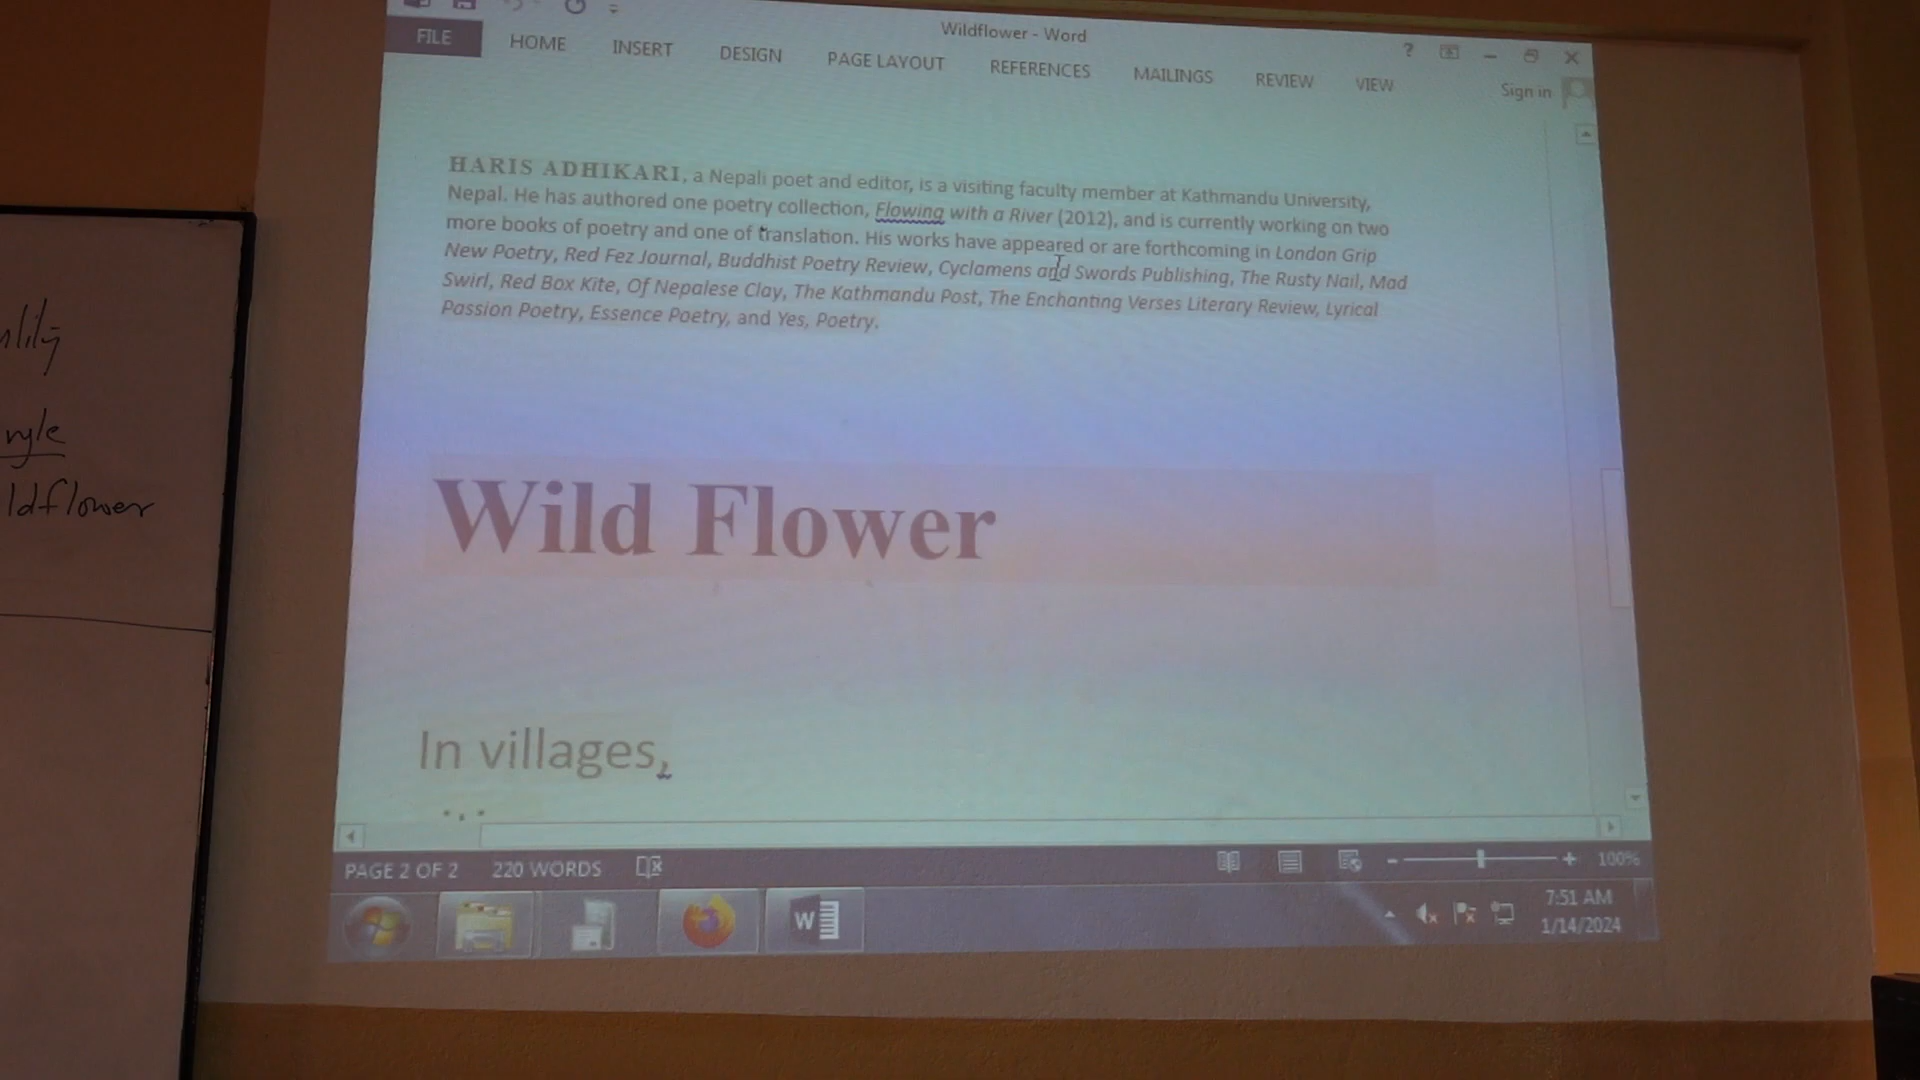 Wildflower - Word
FILE HOME INSERT DESIGN PAGE LAYOUT REFERENCES MAILINGS REVIEW VIEW
Sign in
HARIS ADHIKARI, a Nepali poet and editor, is a visiting faculty member at Kathmandu University,
Nepal. He has authored one poetry collection, Flowing with a River (2012), and is currently working on two
more books of poetry and one of translation. His works have appeared or are forthcoming in London Grip
New Poetry, Red Fez Journal, Buddhist Poetry Review, Cyclamens and Swords Publishing, The Rusty Nail, Mad
Swirl, Red Box Kite, Of Nepalese Clay, The Kathmandu Post, The Enchanting Verses Literary Review, Lyrical
Passion Poetry, Essence Poetry, and Yes, Poetry.
ldflower
Wild Flower
In villages,
PAGE 2 OF 2 220 WORDS 100%
7:51 AM
1/14/2024